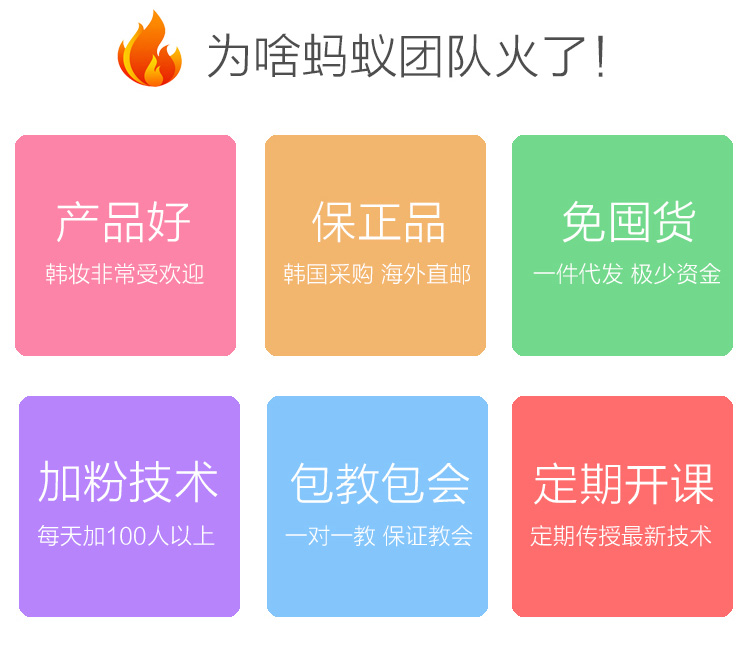 为啥蚂蚁团队火了！
产品好
韩妆非常受欢迎
保正品
韩国采购 海外直邮
免囤货
一件代发 极少资金
加粉技术
每天加100人以上
包教包会
一对一教 保证教会
定期开课
定期传授最新技术